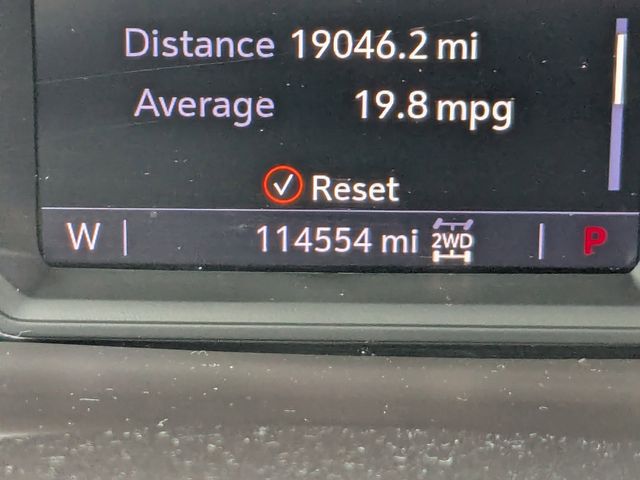 Distance 19046.2 mi
Average 19.8 mpg
Reset
W 114554 mi 2WD P